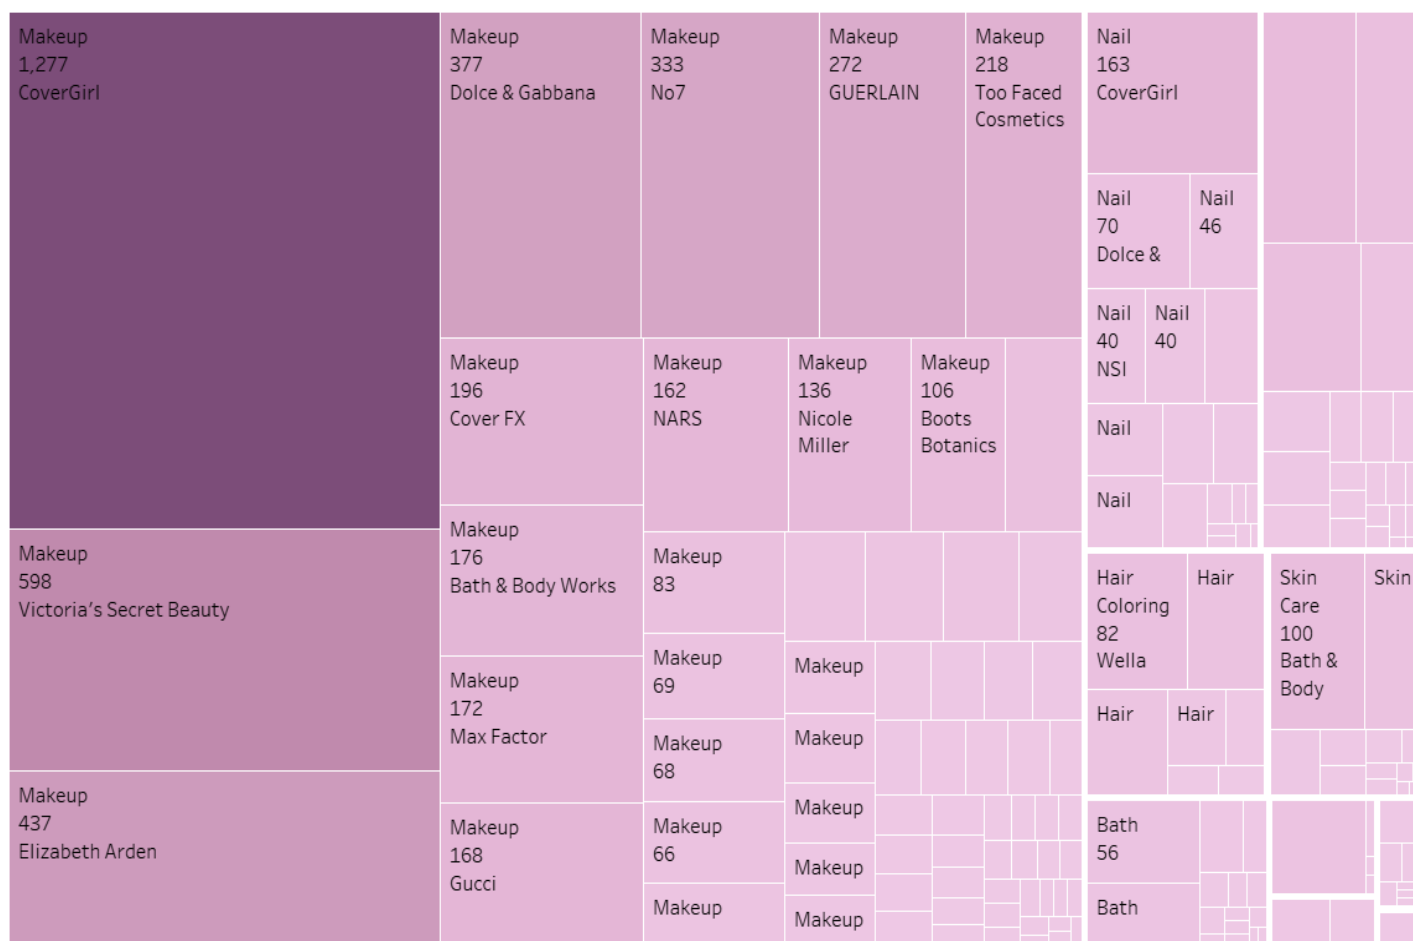 Makeup
1,277
CoverGirl
Makeup
598
Victoria's Secret Beauty
Makeup
437
Elizabeth Arden
Makeup
377
Dolce & Gabbana
Makeup
333
No7
Makeup
272
GUERLAIN
Makeup
218
Too Faced
Cosmetics
Makeup
196
Cover FX
Makeup
176
Bath & Body Works
Makeup
172
Max Factor
Makeup
168
Gucci
Makeup
162
NARS
Makeup
136
Nicole
Miller
Makeup
106
Boots
Botanics
Makeup
83
Makeup
69
Makeup
68
Makeup
66
Makeup
Makeup
Makeup
Makeup
Makeup
Makeup
Nail
163
CoverGirl
Nail
70
Dolce &
Nail
46
Nail
40
NSI
Nail
40
Nail
Nail
Hair
Coloring
82
Wella
Hair
Hair
Hair
Skin
Care
100
Bath &
Body
Skin
Bath
56
Bath